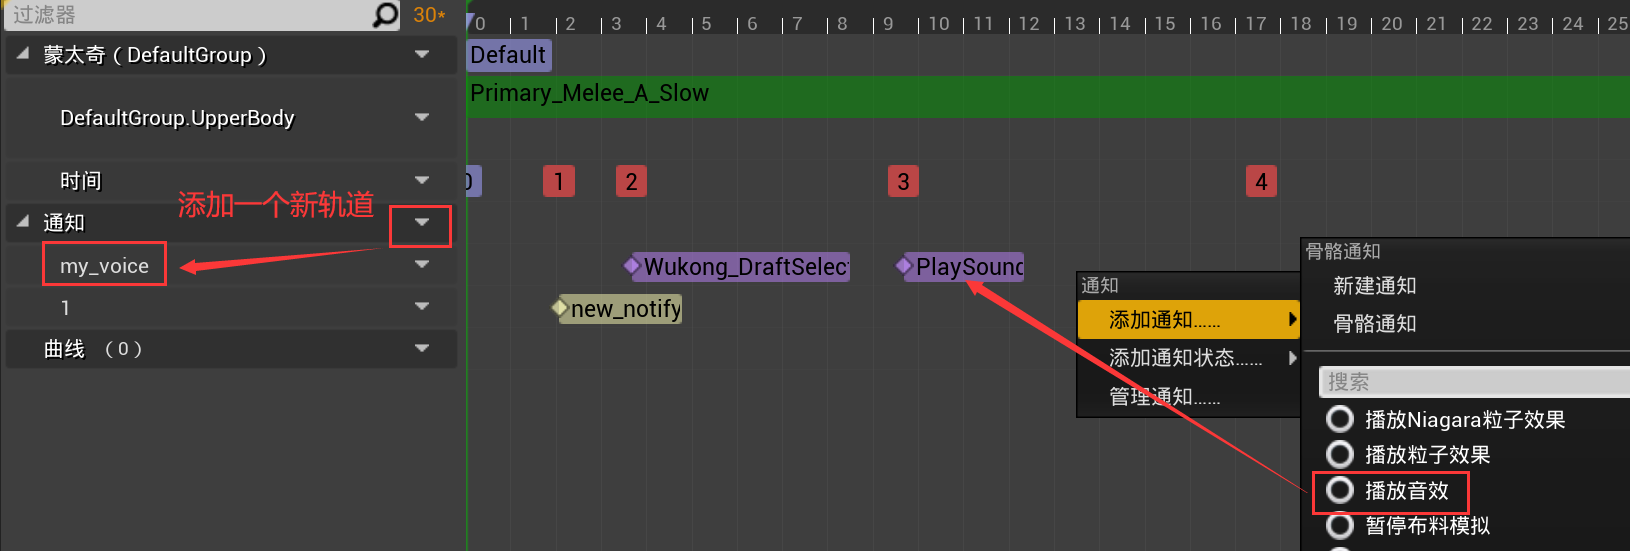 过滤器
30*
0 1 2 3 4 5 6 7 8 9 10 11 12 13 14 15 16 17 18 19 20 21 22 23 24 25
蒙太奇（DefaultGroup）
Default
Primary_Melee_A_Slow
DefaultGroup.UpperBody
时间
0 1 2 3 4
添加一个新轨道
通知
my_voice
Wukong_DraftSelec
PlaySound
1
new_notify
曲线 （0）
通知
添加通知……
添加通知状态……
管理通知……
骨骼通知
新建通知
骨骼通知
搜索
播放Niagara粒子效果
播放粒子效果
播放音效
暂停布料模拟